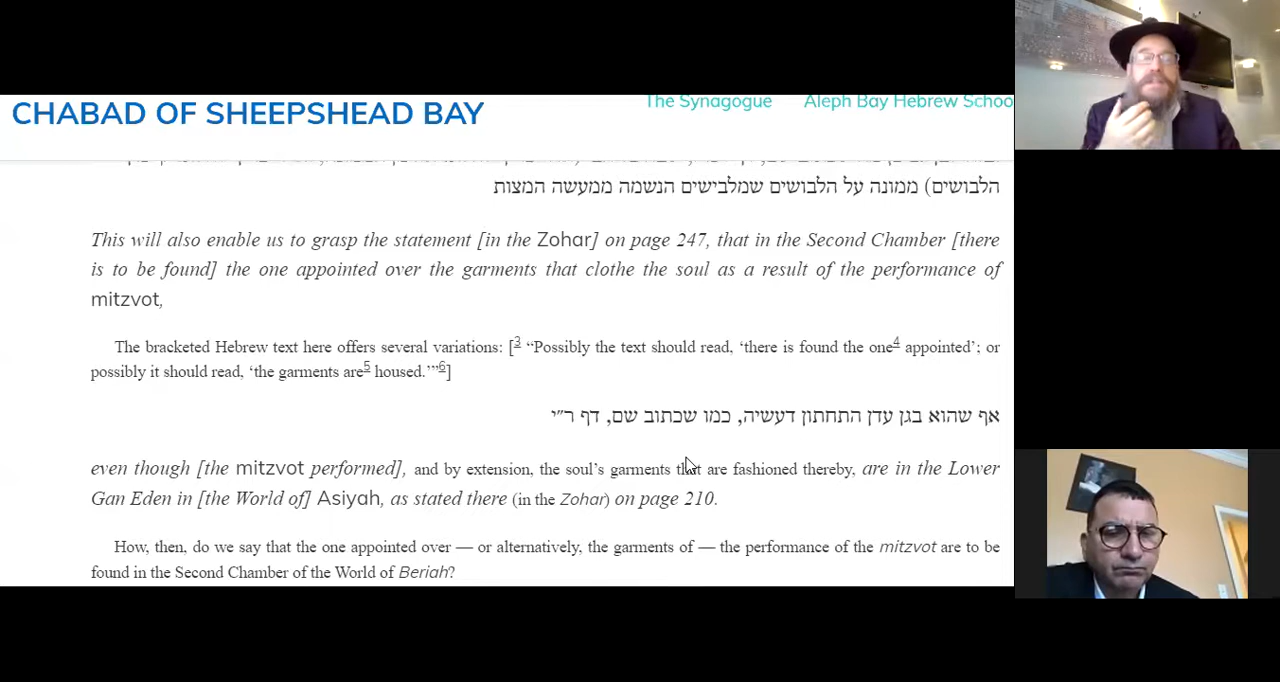 CHABAD OF SHEEPSHEAD BAY
The Synagogue Aleph Bay Hebrew Schoo
הלבושים) ממונה על הלבושים שמלבישים הנשמה ממעשה המצות
This will also enable us to grasp the statement [in the Zohar] on page 247, that in the Second Chamber [there
is to be found] the one appointed over the garments that clothe the soul as a result of the performance of
mitzvot,
The bracketed Hebrew text here offers several variations: [3 “Possibly the text should read, ‘there is found the one4 appointed’; or
possibly it should read, ‘the garments are5 housed.’”6]
אף שהוא בגן עדן התחתון דעשיה, כמו שכתוב שם, דף ר״י
even though [the mitzvot performed], and by extension, the soul’s garments that are fashioned thereby, are in the Lower
Gan Eden in [the World of] Asiyah, as stated there (in the Zohar) on page 210.
How, then, do we say that the one appointed over — or alternatively, the garments of — the performance of the mitzvot are to be
found in the Second Chamber of the World of Beriah?